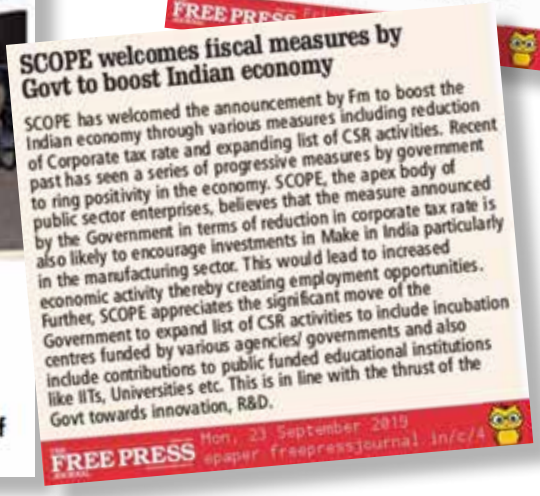 FREE PRESS
SCOPE welcomes fiscal measures by
Govt to boost Indian economy
SCOPE has welcomed the announcement by Fm to boost the
Indian economy through various measures including reduction
of Corporate tax rate and expanding list of CSR activities. Recent
past has seen a series of progressive measures by government
to ring positivity in the economy. SCOPE, the apex body of
public sector enterprises, believes that the measure announced
by the Government in terms of reduction in corporate tax rate is
also likely to encourage investments in Make in India particularly
in the manufacturing sector. This would lead to increased
economic activity thereby creating employment opportunities.
Further, SCOPE appreciates the significant move of the
Government to expand list of CSR activities to include incubation
centres funded by various agencies/ governments and also
include contributions to public funded educational institutions
like IITs, Universities etc. This is in line with the thrust of the
Govt towards innovation, R&D.
f
THE
FREE PRESS
JOURNAL
Mon, 23 September 2019
epaper freepressjournal.in/c/4